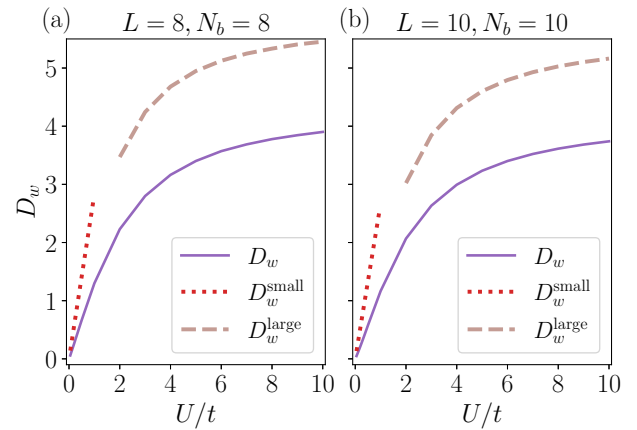 (a) L = 8, N_b = 8
(b) L = 10, N_b = 10
D_w
5
4
3
2
1
0
D_w
D_w^small
D_w^large
D_w
D_w^small
D_w^large
0 2 4 6 8 10
0 2 4 6 8 10
U/t
U/t